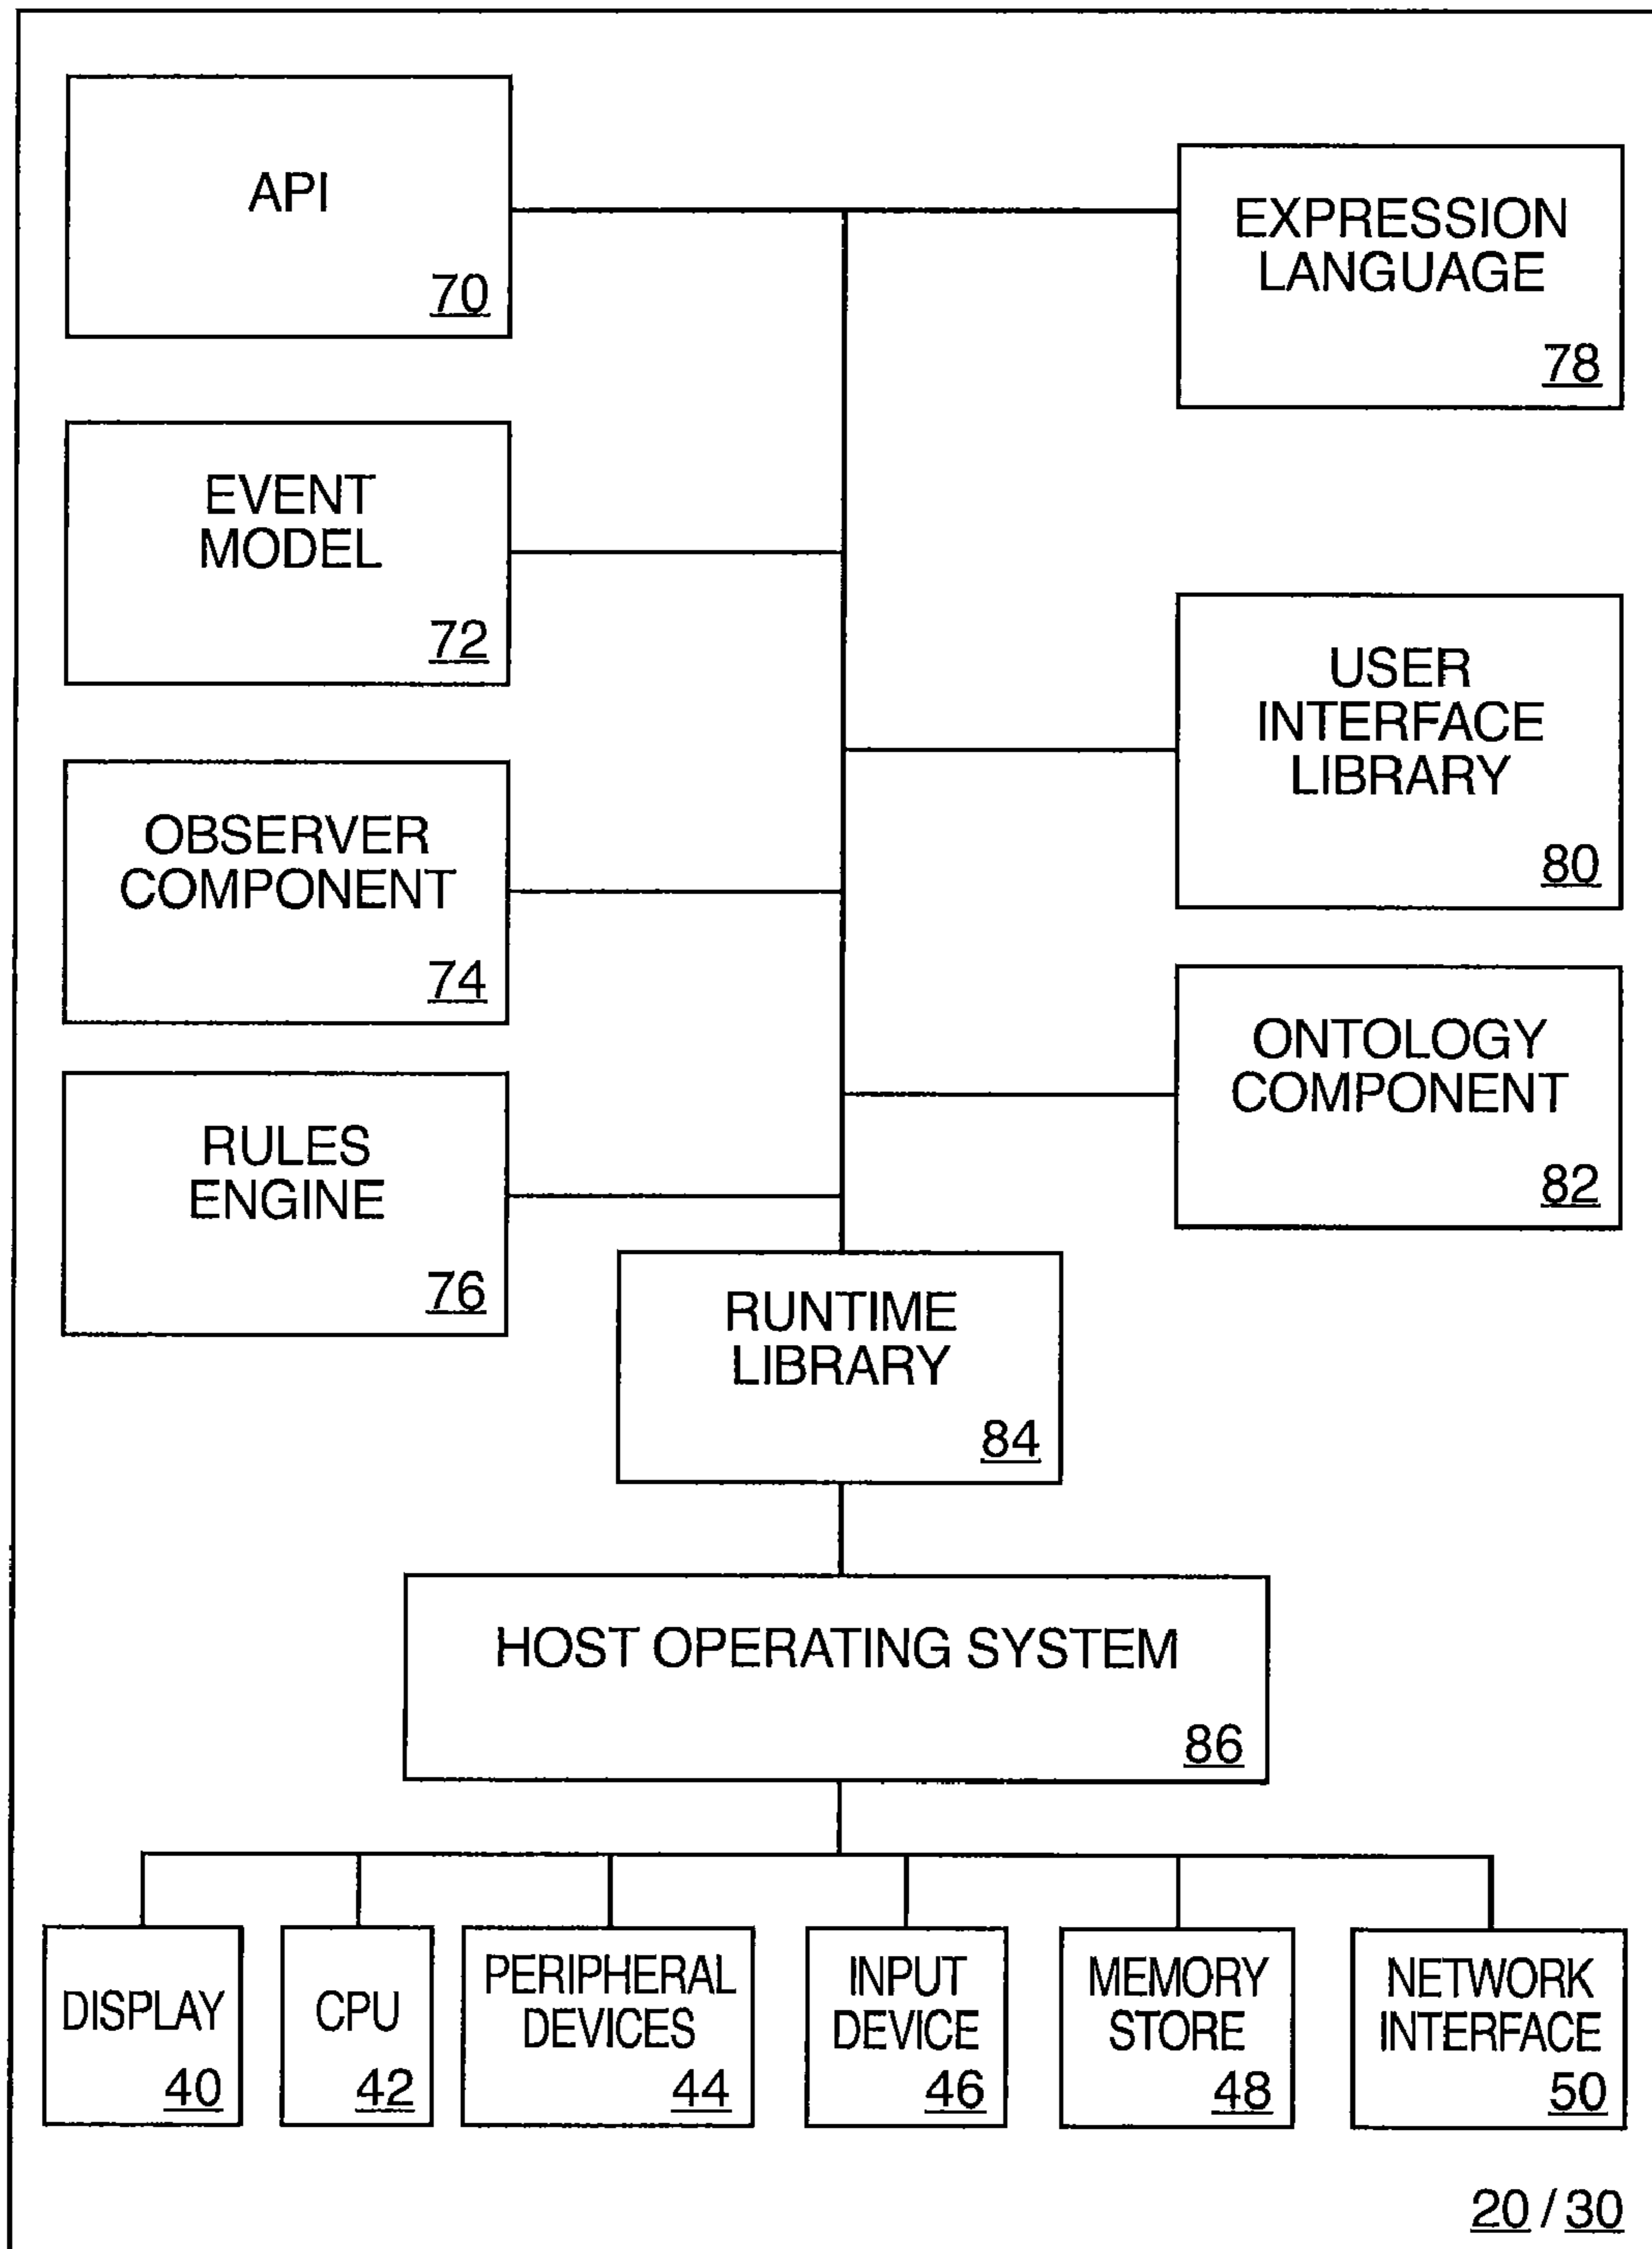 API
70
EXPRESSION
LANGUAGE
78
EVENT
MODEL
72
USER
INTERFACE
LIBRARY
80
OBSERVER
COMPONENT
74
ONTOLOGY
COMPONENT
82
RULES
ENGINE
76
RUNTIME
LIBRARY
84
HOST OPERATING SYSTEM
86
DISPLAY
40
CPU
42
PERIPHERAL
DEVICES
44
INPUT
DEVICE
46
MEMORY
STORE
48
NETWORK
INTERFACE
50
20 / 30